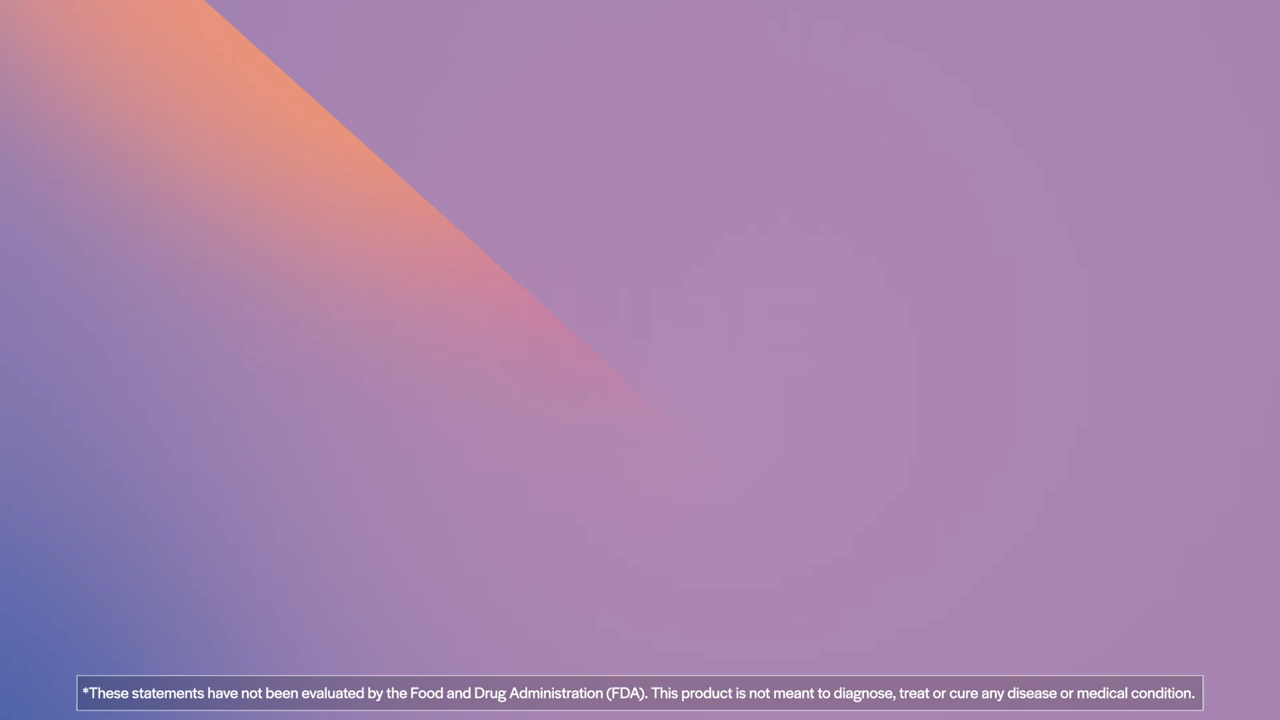 *These statements have not been evaluated by the Food and Drug Administration (FDA). This product is not meant to diagnose, treat or cure any disease or medical condition.